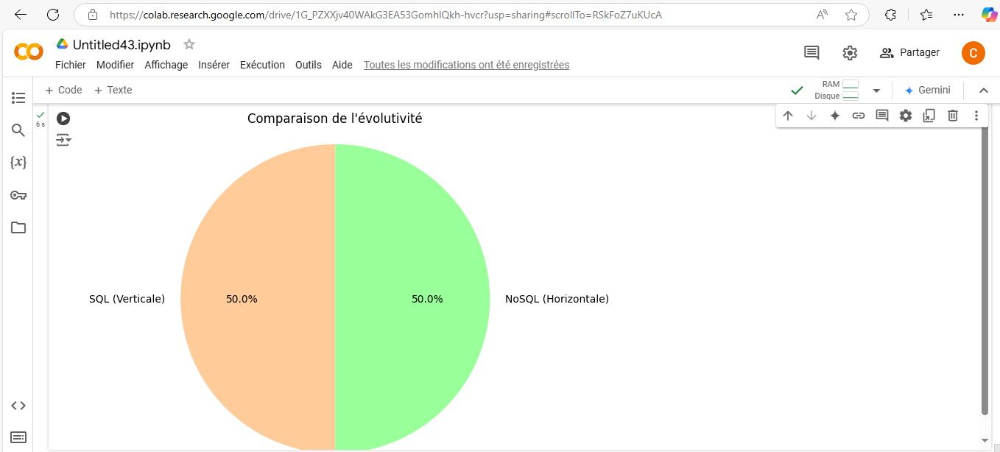 https://colab.research.google.com/drive/1G_PZXXjv40WAkG3EA53GomhIQkh-hvcr?usp=sharing#scrollTo=RSkFoZ7uKUcA
Untitled43.ipynb
Fichier Modifier Affichage Insérer Exécution Outils Aide Toutes les modifications ont été enregistrées
Partager
C
+ Code + Texte
RAM
Disque
Gemini
6 s
{x}
Comparaison de l'évolutivité
SQL (Verticale) 50.0% 50.0% NoSQL (Horizontale)